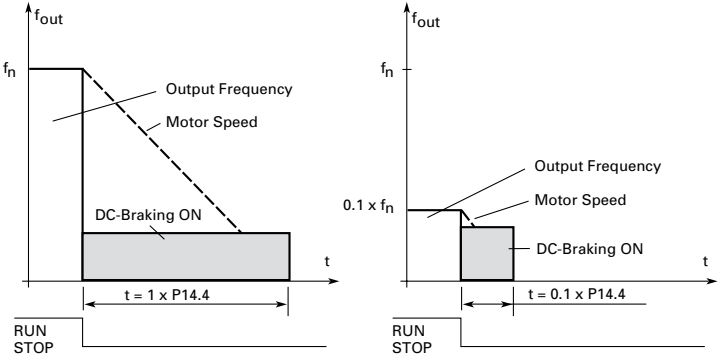 fout
fn
Output Frequency
Motor Speed
DC-Braking ON
t
t = 1 x P14.4
RUN
STOP
fout
fn
Output Frequency
0.1 x fn
Motor Speed
DC-Braking ON
t
t = 0.1 x P14.4
RUN
STOP